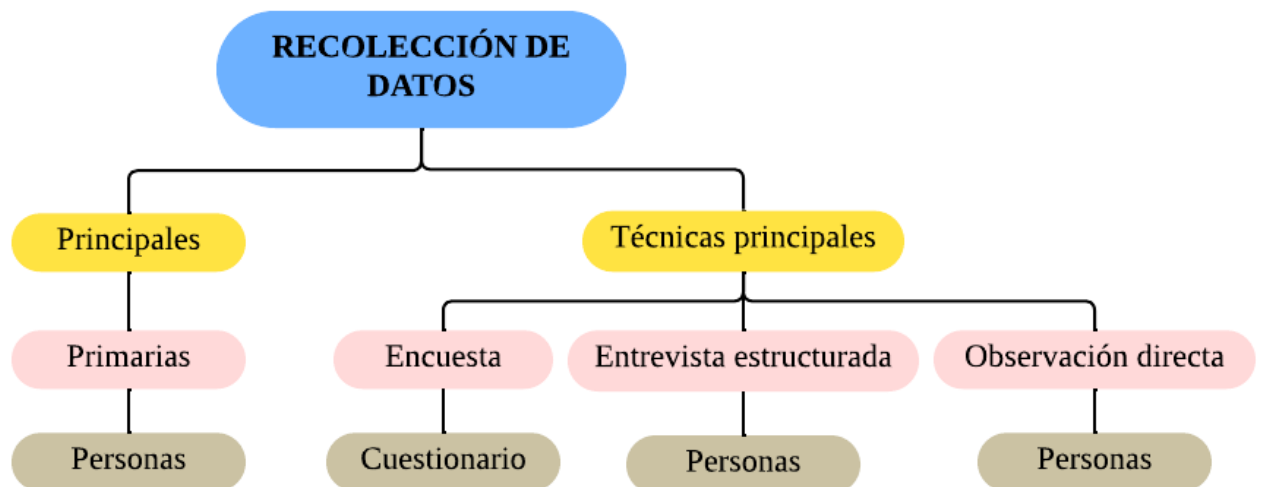 RECOLECCIÓN DE
DATOS
Principales
Técnicas principales
Primarias
Encuesta
Entrevista estructurada
Observación directa
Personas
Cuestionario
Personas
Personas